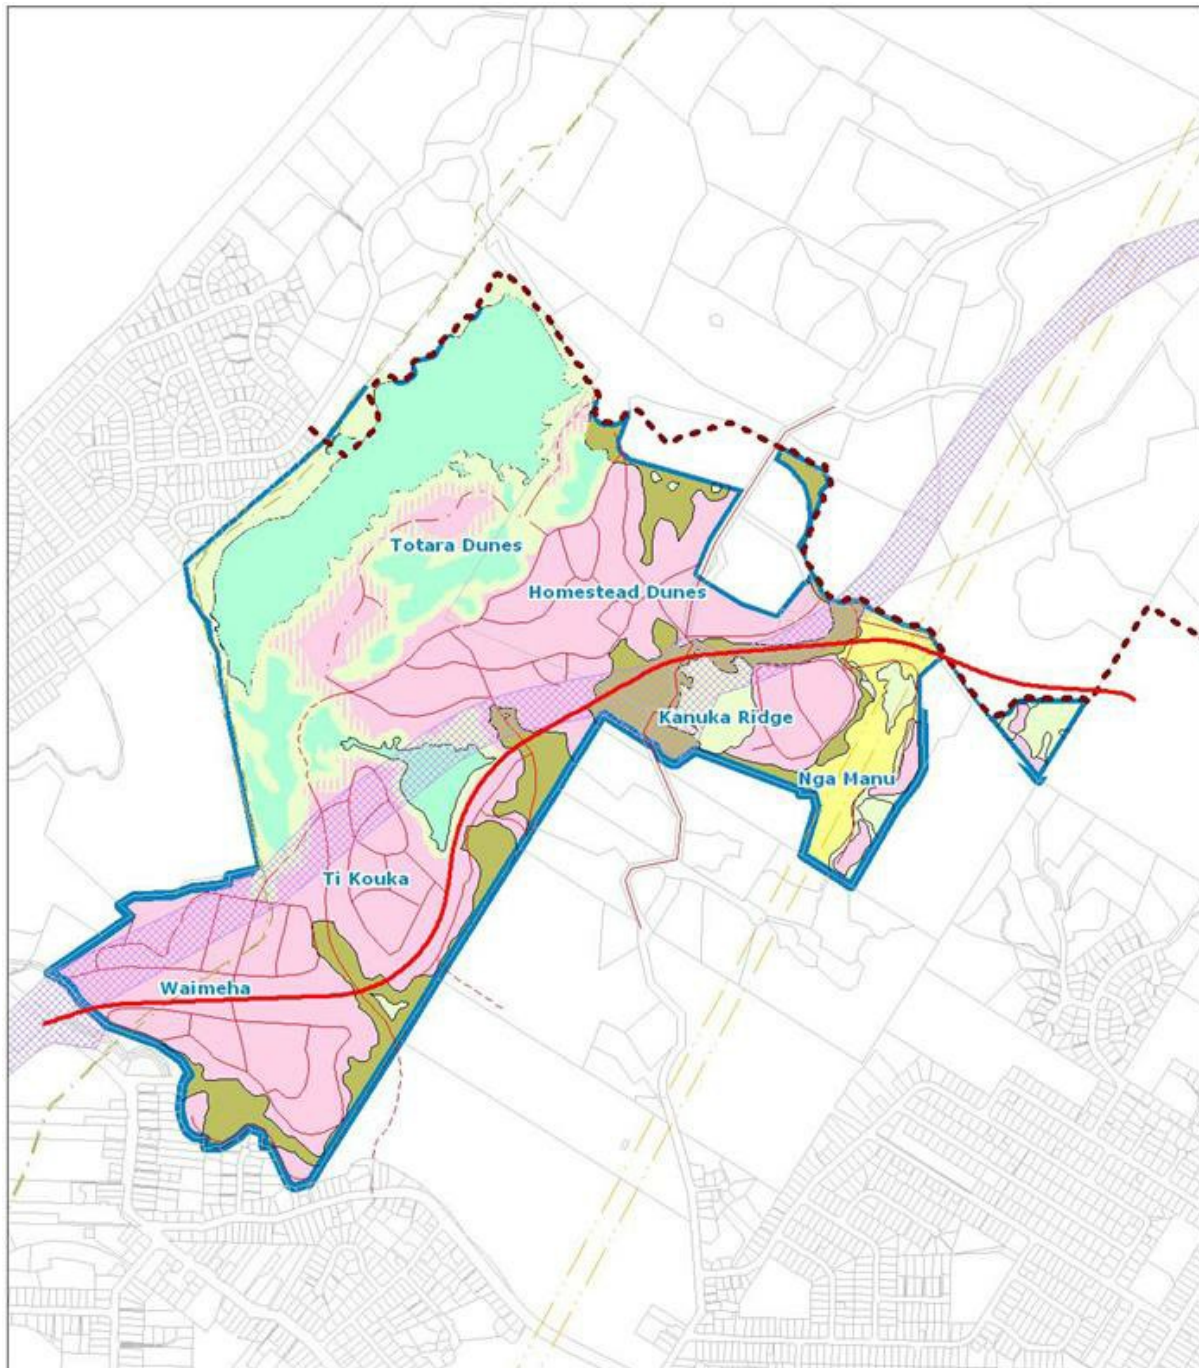 Totara Dunes
Homestead Dunes
Kanuka Ridge
Nga Manu
Ti Kouka
Waimeha